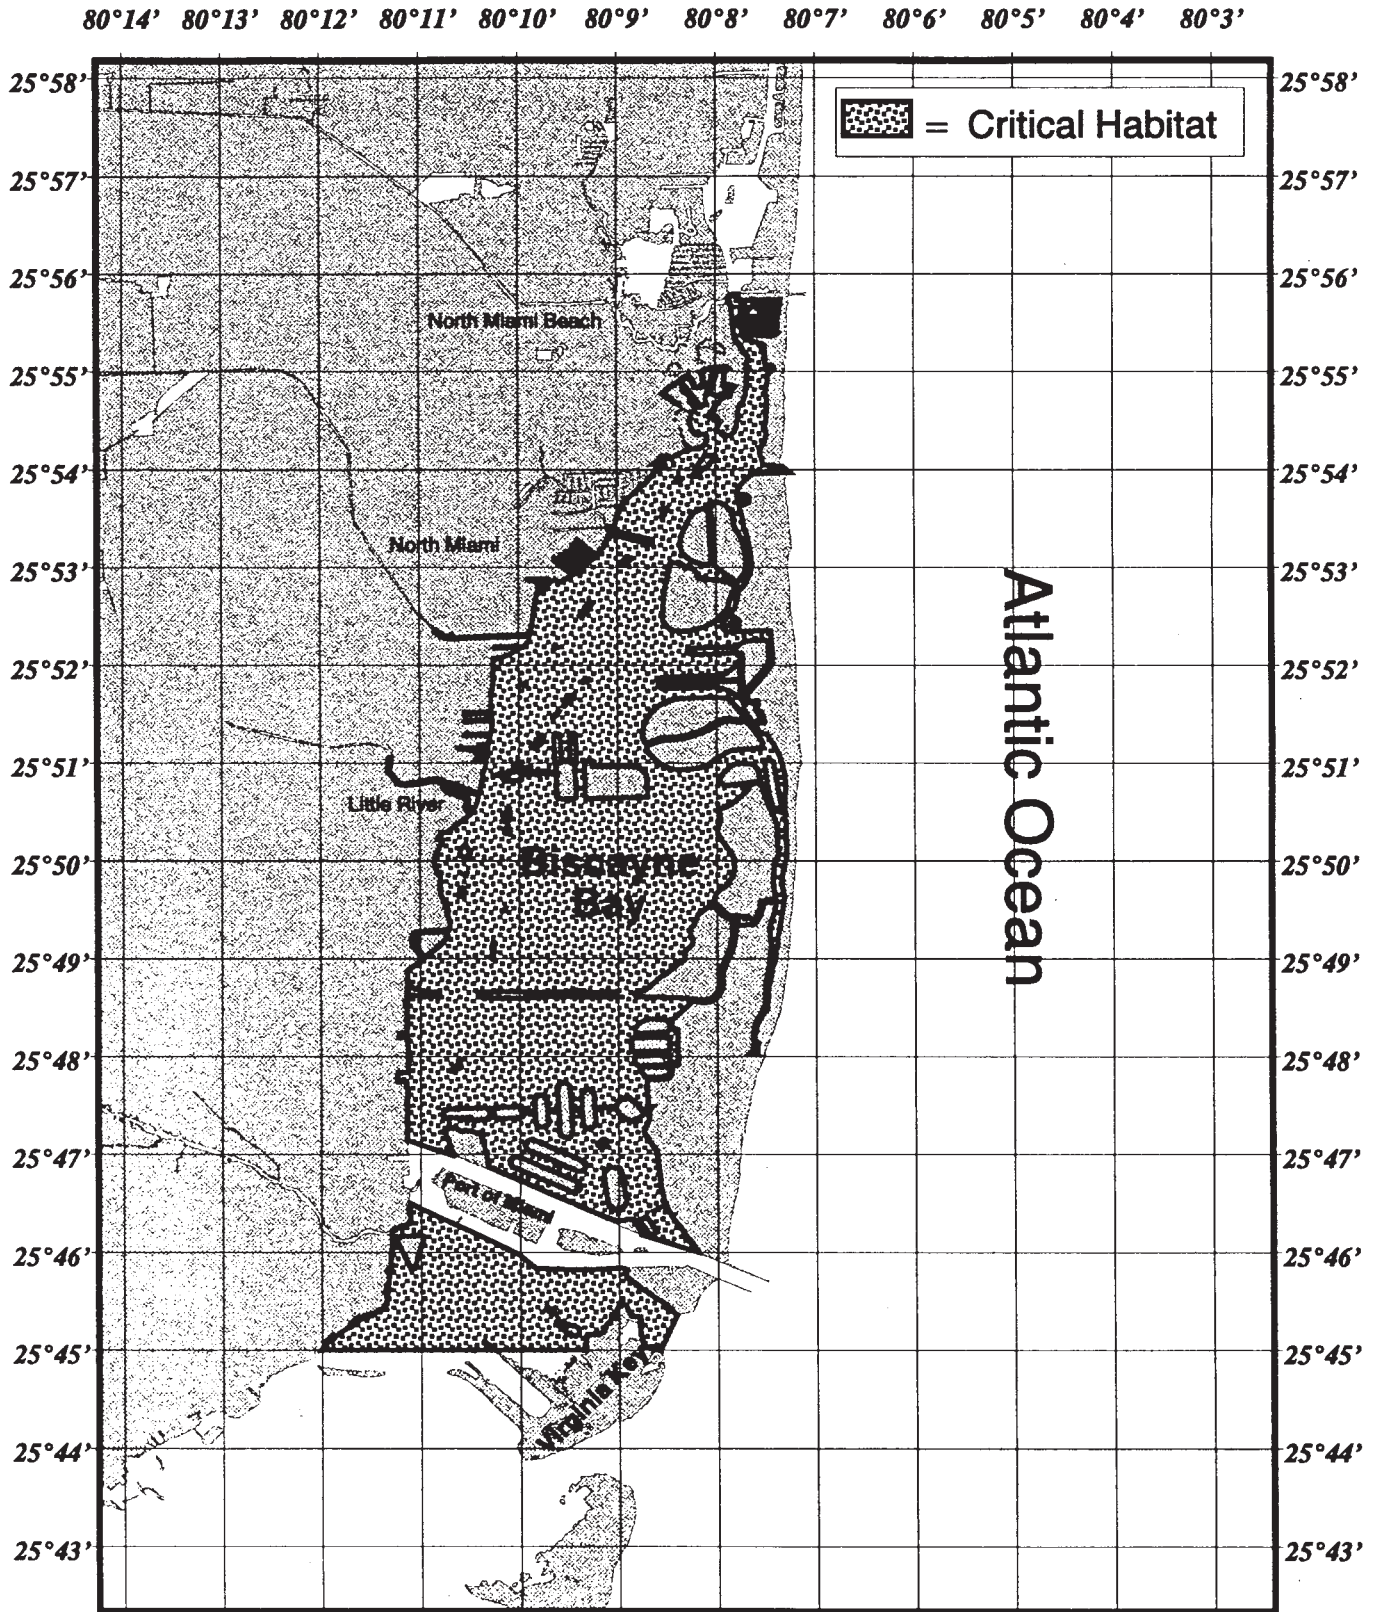 80°14’ 80°13’ 80°12’ 80°11’ 80°10’ 80°9’ 80°8’ 80°7’ 80°6’ 80°5’ 80°4’ 80°3’
25°58’ 25°58’
= Critical Habitat
25°57’ 25°57’
25°56’ 25°56’
North Miami Beach
25°55’ 25°55’
25°54’ 25°54’
North Miami
25°53’ 25°53’
Atlantic Ocean
25°52’ 25°52’
25°51’ 25°51’
Little River
25°50’ 25°50’
Biscayne
Bay
25°49’ 25°49’
25°48’ 25°48’
25°47’ 25°47’
Port of Miami
25°46’ 25°46’
25°45’ 25°45’
Virginia Key
25°44’ 25°44’
25°43’ 25°43’